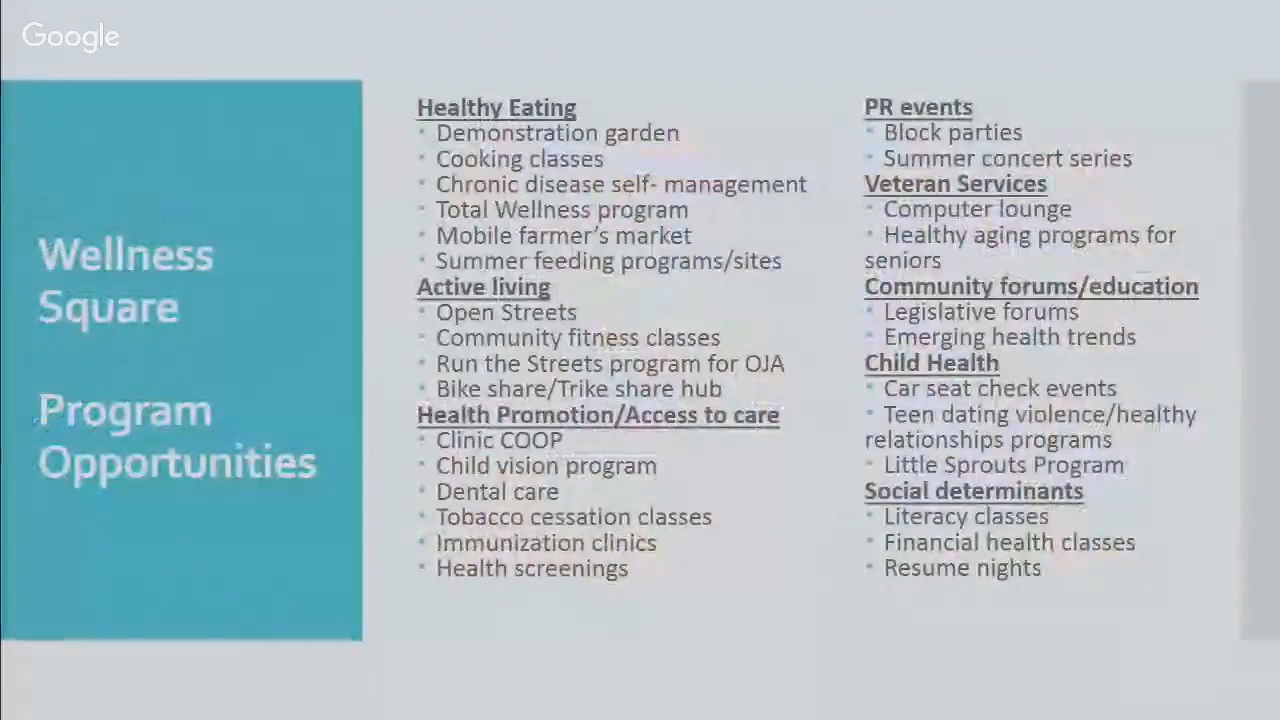 Google
Wellness
Square
Program
Opportunities
Healthy Eating
• Demonstration garden
• Cooking classes
• Chronic disease self- management
• Total Wellness program
• Mobile farmer's market
• Summer feeding programs/sites
Active living
• Open Streets
• Community fitness classes
• Run the Streets program for OJA
• Bike share/Trike share hub
Health Promotion/Access to care
• Clinic COOP
• Child vision program
• Dental care
• Tobacco cessation classes
• Immunization clinics
• Health screenings
PR events
• Block parties
• Summer concert series
Veteran Services
• Computer lounge
• Healthy aging programs for
seniors
Community forums/education
• Legislative forums
• Emerging health trends
Child Health
• Car seat check events
• Teen dating violence/healthy
relationships programs
• Little Sprouts Program
Social determinants
• Literacy classes
• Financial health classes
• Resume nights